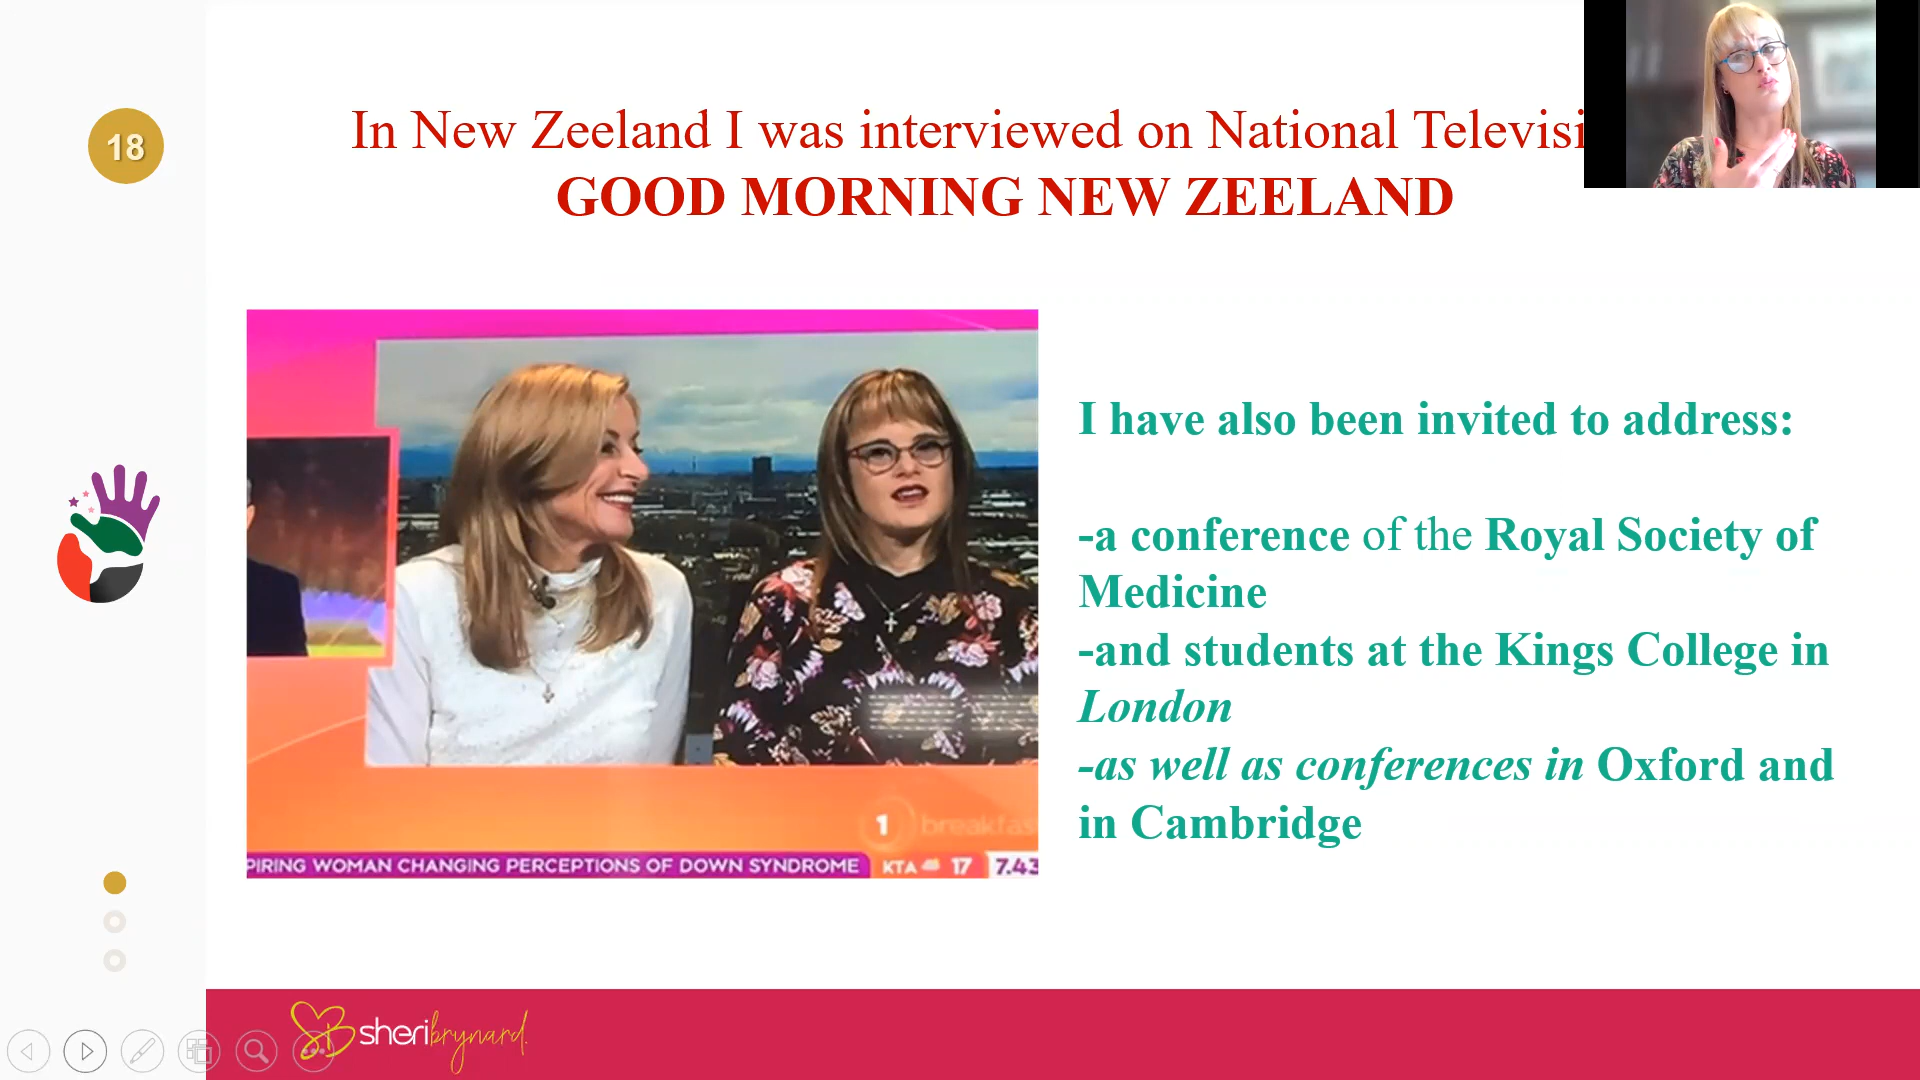 18
In New Zeeland I was interviewed on National Televisi
GOOD MORNING NEW ZEELAND
I have also been invited to address:
-a conference of the Royal Society of
Medicine
-and students at the Kings College in
London
-as well as conferences in Oxford and
in Cambridge
1 breakfas
PIRING WOMAN CHANGING PERCEPTIONS OF DOWN SYNDROME KTA 17 7.43
sheribrynard.